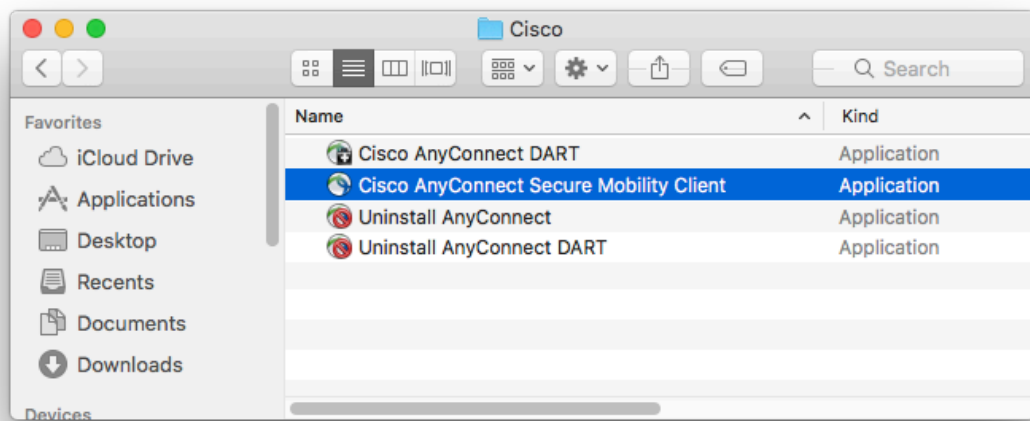 Cisco
Search
Favorites
iCloud Drive
Applications
Desktop
Recents
Documents
Downloads
Devices
Name Kind
Cisco AnyConnect DART Application
Cisco AnyConnect Secure Mobility Client Application
Uninstall AnyConnect Application
Uninstall AnyConnect DART Application